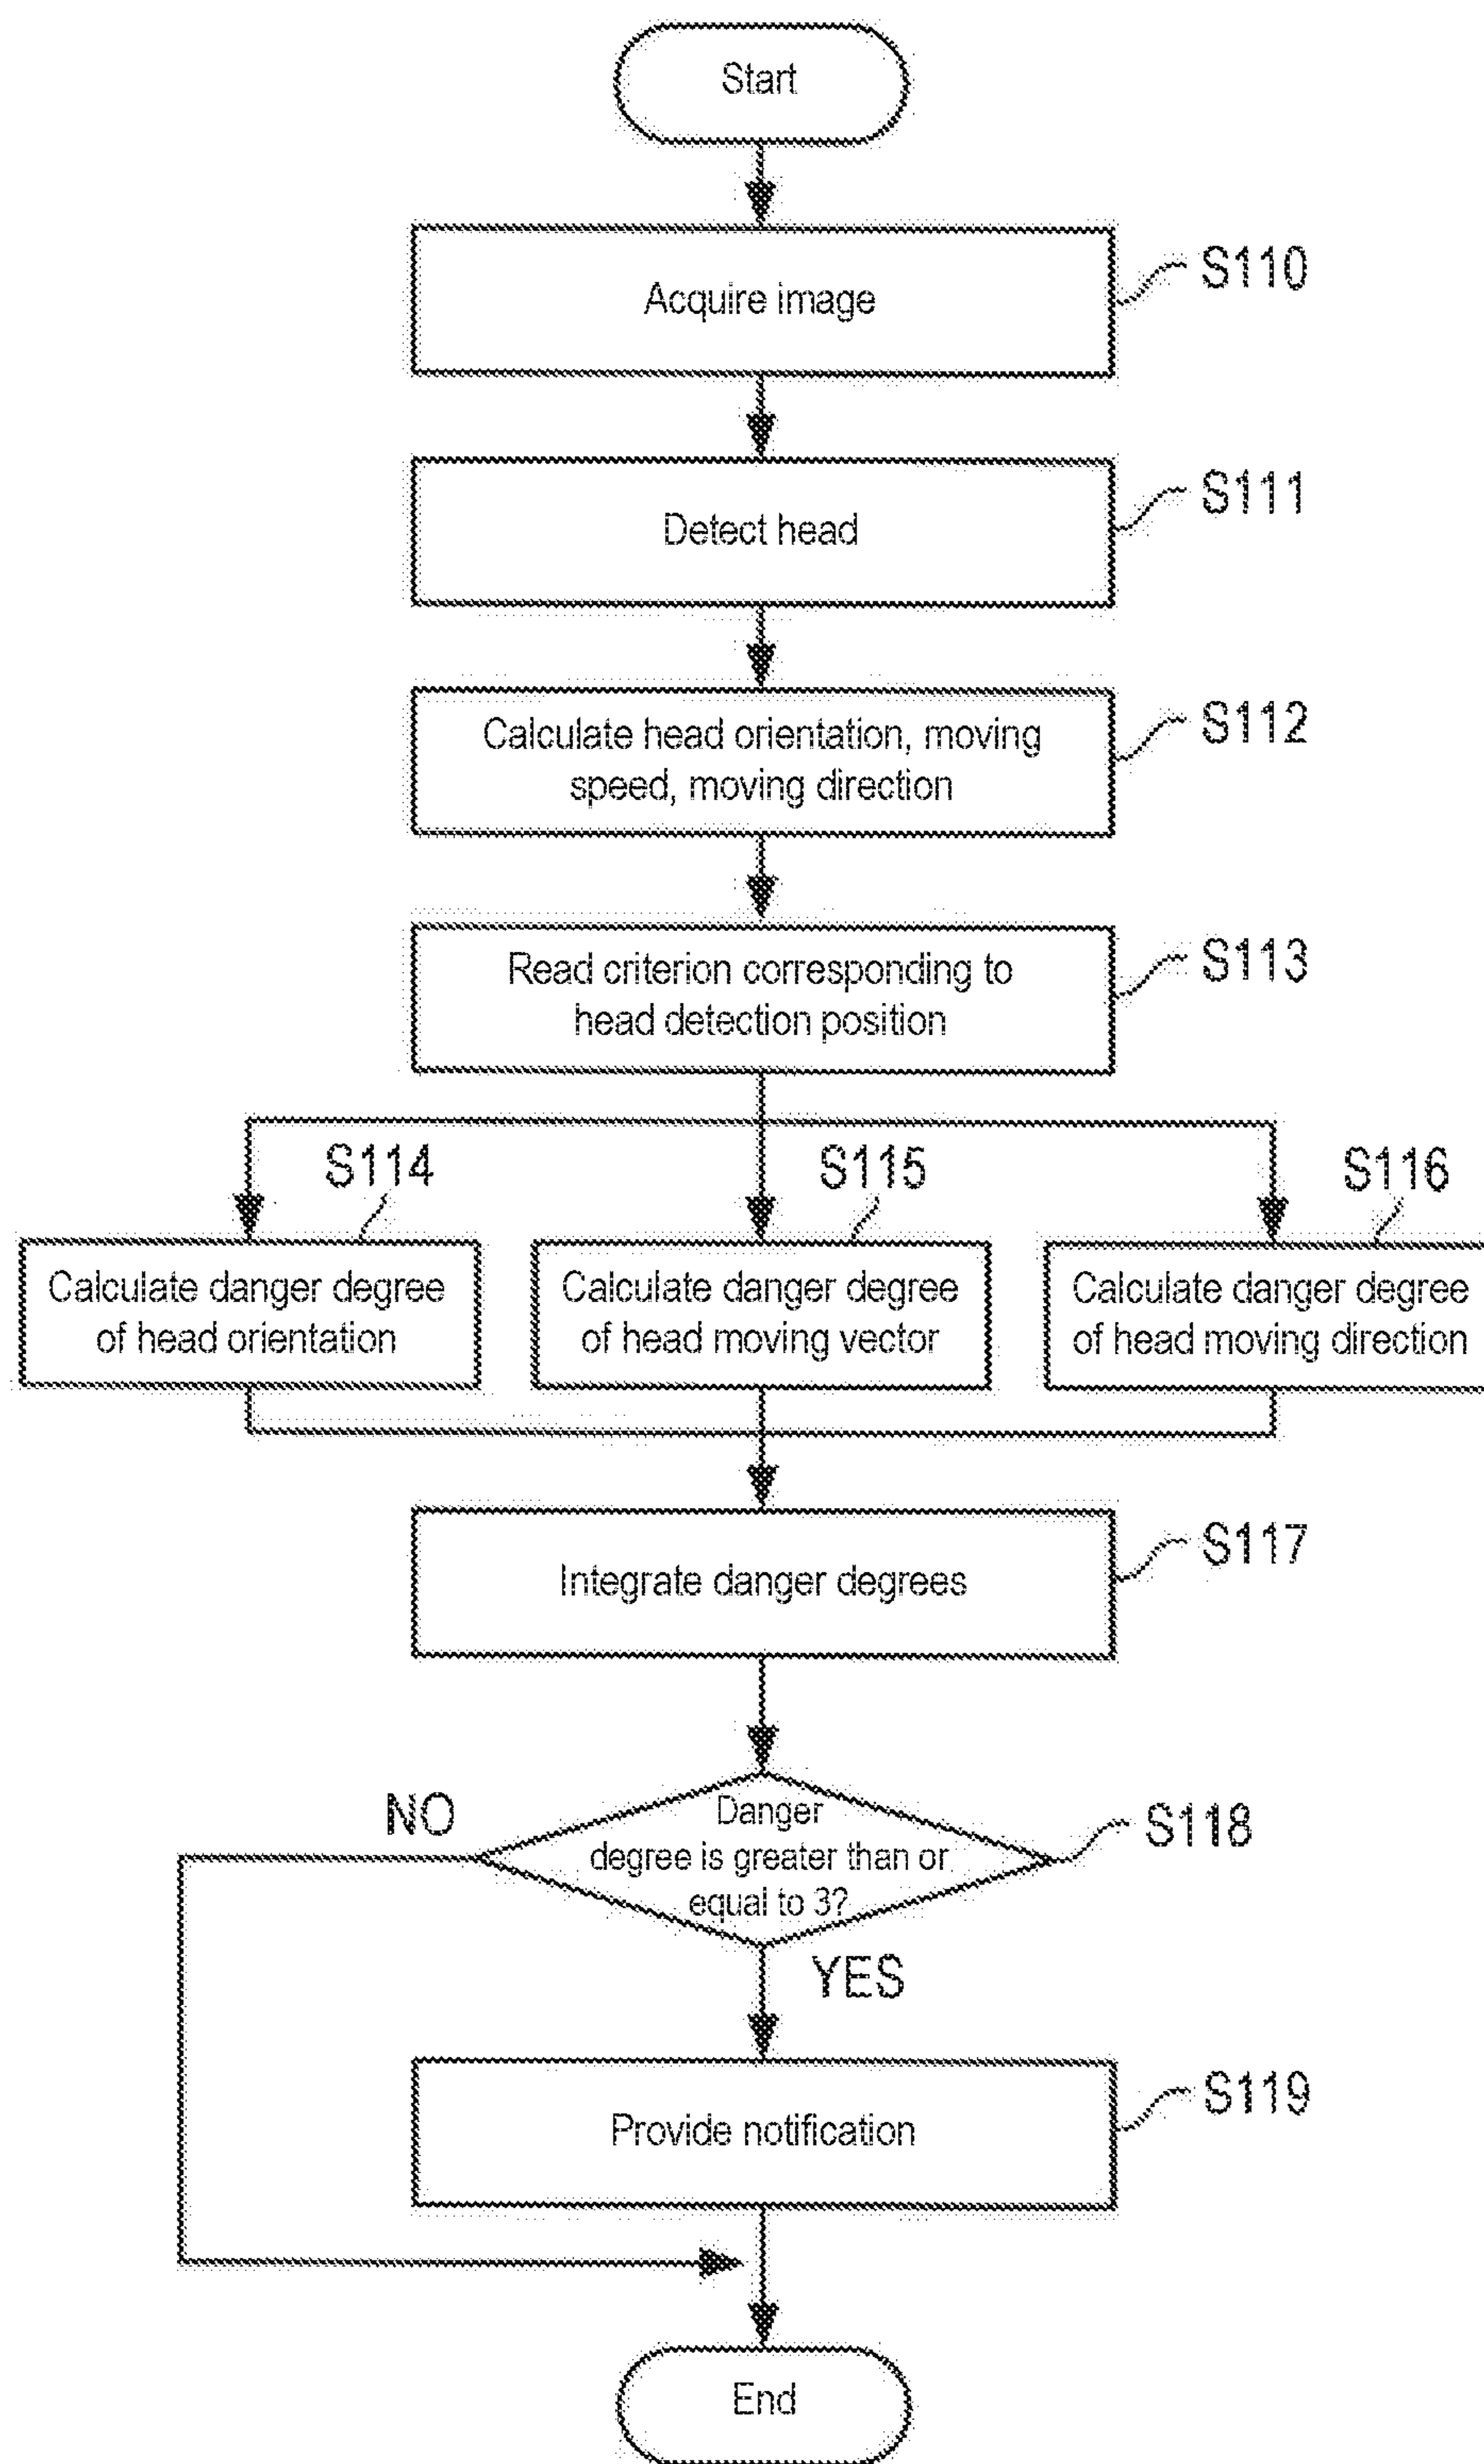 Start
Acquire image
S110
Detect head
S111
Calculate head orientation, moving
speed, moving direction
S112
Read criterion corresponding to
head detection position
S113
S114
S115
S116
Calculate danger degree
of head orientation
Calculate danger degree
of head moving vector
Calculate danger degree
of head moving direction
Integrate danger degrees
S117
NO
Danger
degree is greater than or
equal to 3?
S118
YES
Provide notification
S119
End